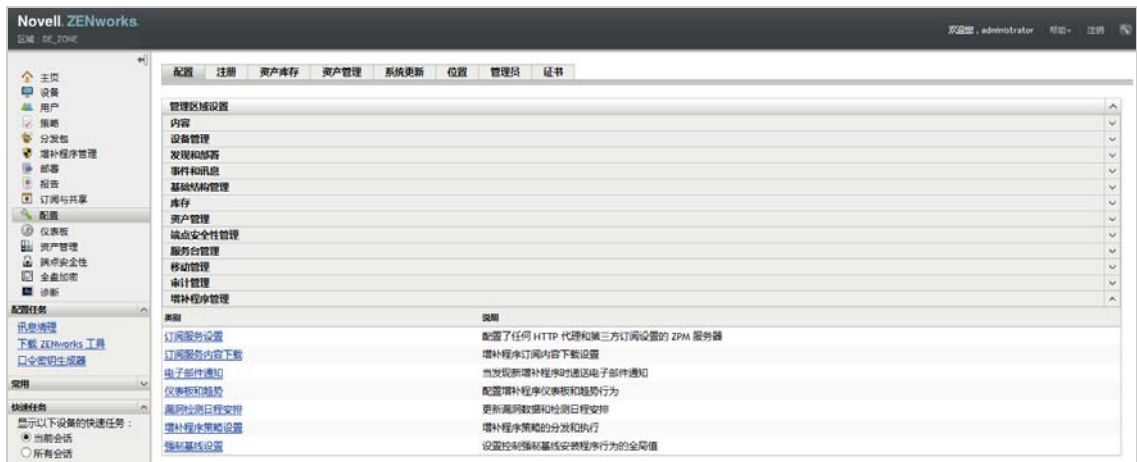 Novell. ZENworks.
区域：DE_ZONE
欢迎您，administrator 帮助 注销
主页
设备
用户
策略
分发包
增补程序管理
部署
报告
订阅与共享
配置
仪表板
资产管理
端点安全性
全盘加密
诊断
配置任务
讯息清理
下载 ZENworks 工具
口令密钥生成器
常用
快速任务
显示以下设备的快速任务：
当前会话
所有会话
配置 注册 资产库存 资产管理 系统更新 位置 管理员 证书
管理区域设置
内容
设备管理
发现和部署
事件和讯息
基础结构管理
库存
资产管理
端点安全性管理
服务台管理
移动管理
审计管理
增补程序管理
类别 说明
订阅服务设置 配置了任何 HTTP 代理和第三方订阅设置的 ZPM 服务器
订阅服务内容下载 增补程序订阅内容下载设置
电子邮件通知 当发现新增补程序时递送电子邮件通知
仪表板和趋势 配置增补程序仪表板和趋势行为
漏洞检测日程安排 更新漏洞数据和检测日程安排
增补程序策略设置 增补程序策略的分发和执行
强制基线设置 设置控制强制基线安装程序行为的全局值